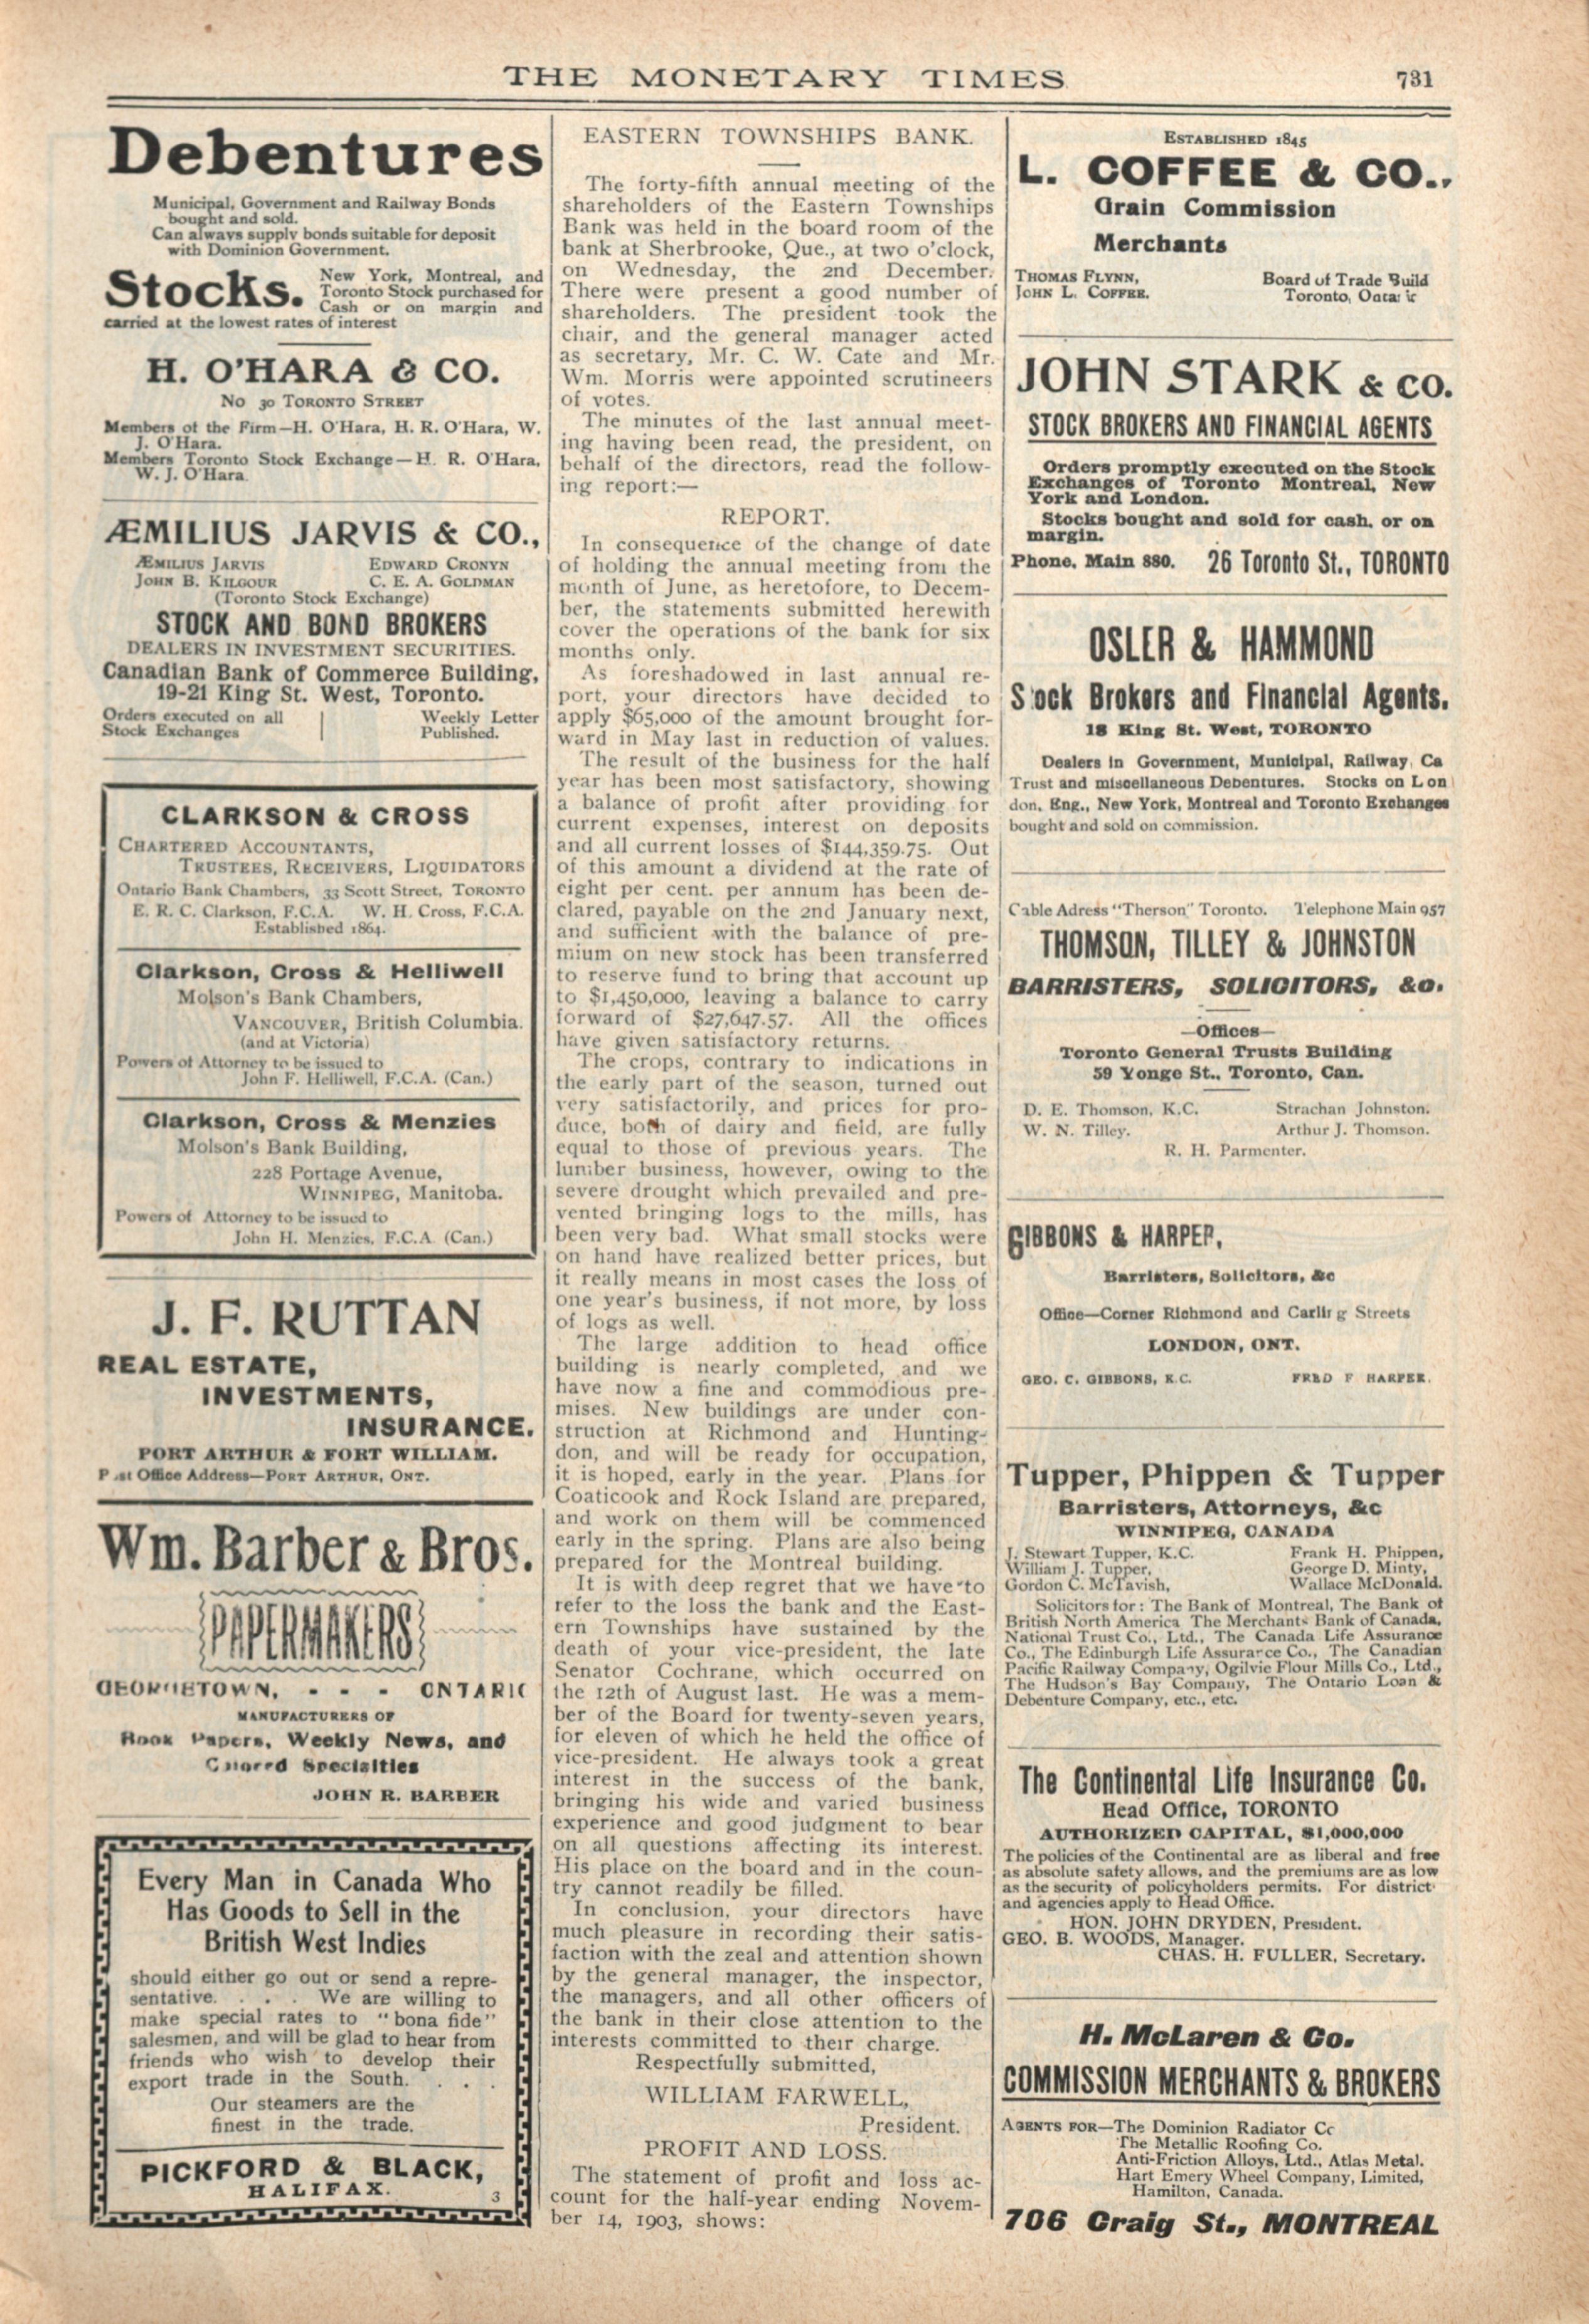 THE MONETARY TIMES
731
Debentures
Municipal, Government and Railway Bonds
bought and sold.
Can always supply bonds suitable for deposit
with Dominion Government.
Stocks.
New York, Montreal, and
Toronto Stock purchased for
Cash or on margin and
carried at the lowest rates of interest
H. O'HARA & CO.
No 30 TORONTO STREET
Members of the Firm—H. O'Hara, H. R. O'Hara, W.
J. O'Hara.
Members Toronto Stock Exchange—H. R. O'Hara,
W. J. O'Hara.
ÆMILIUS JARVIS & CO.,
ÆMILIUS JARVIS EDWARD CRONYN
JOHN B. KILGOUR C. E. A. GOLDMAN
(Toronto Stock Exchange)
STOCK AND BOND BROKERS
DEALERS IN INVESTMENT SECURITIES.
Canadian Bank of Commerce Building,
19-21 King St. West, Toronto.
Orders executed on all
Stock Exchanges
Weekly Letter
Published.
CLARKSON & CROSS
CHARTERED ACCOUNTANTS,
TRUSTEES, RECEIVERS, LIQUIDATORS
Ontario Bank Chambers, 33 Scott Street, TORONTO
E. R. C. Clarkson, F.C.A. W. H. Cross, F.C.A.
Established 1864.
Clarkson, Cross & Helliwell
Molson's Bank Chambers,
VANCOUVER, British Columbia.
(and at Victoria)
Powers of Attorney to be issued to
John F. Helliwell, F.C.A. (Can.)
Clarkson, Cross & Menzies
Molson's Bank Building,
228 Portage Avenue,
WINNIPEG, Manitoba.
Powers of Attorney to be issued to
John H. Menzies, F.C.A. (Can.)
J. F. RUTTAN
REAL ESTATE,
INVESTMENTS,
INSURANCE.
PORT ARTHUR & FORT WILLIAM.
Post Office Address—PORT ARTHUR, ONT.
Wm. Barber & Bros.
PAPERMAKERS
GEORGETOWN, - - - ONTARIO
MANUFACTURERS OF
Book Papers, Weekly News, and
Colored Specialties
JOHN R. BARBER
Every Man in Canada Who
Has Goods to Sell in the
British West Indies
should either go out or send a repre-
sentative. . . . We are willing to
make special rates to "bona fide"
salesmen, and will be glad to hear from
friends who wish to develop their
export trade in the South. . . .
Our steamers are the
finest in the trade.
PICKFORD & BLACK,
HALIFAX.
3
EASTERN TOWNSHIPS BANK.
The forty-fifth annual meeting of the
shareholders of the Eastern Townships
Bank was held in the board room of the
bank at Sherbrooke, Que., at two o'clock,
on Wednesday, the 2nd December.
There were present a good number of
shareholders. The president took the
chair, and the general manager acted
as secretary, Mr. C. W. Cate and Mr.
Wm. Morris were appointed scrutineers
of votes.
The minutes of the last annual meet-
ing having been read, the president, on
behalf of the directors, read the follow-
ing report:—
REPORT.
In consequence of the change of date
of holding the annual meeting from the
month of June, as heretofore, to Decem-
ber, the statements submitted herewith
cover the operations of the bank for six
months only.
As foreshadowed in last annual re-
port, your directors have decided to
apply $65,000 of the amount brought for-
ward in May last in reduction of values.
The result of the business for the half
year has been most satisfactory, showing
a balance of profit after providing for
current expenses, interest on deposits
and all current losses of $144,359.75. Out
of this amount a dividend at the rate of
eight per cent. per annum has been de-
clared, payable on the 2nd January next,
and sufficient with the balance of pre-
mium on new stock has been transferred
to reserve fund to bring that account up
to $1,450,000, leaving a balance to carry
forward of $27,647.57. All the offices
have given satisfactory returns.
The crops, contrary to indications in
the early part of the season, turned out
very satisfactorily, and prices for pro-
duce, both of dairy and field, are fully
equal to those of previous years. The
lumber business, however, owing to the
severe drought which prevailed and pre-
vented bringing logs to the mills, has
been very bad. What small stocks were
on hand have realized better prices, but
it really means in most cases the loss of
one year's business, if not more, by loss
of logs as well.
The large addition to head office
building is nearly completed, and we
have now a fine and commodious pre-
mises. New buildings are under con-
struction at Richmond and Hunting-
don, and will be ready for occupation,
it is hoped, early in the year. Plans for
Coaticook and Rock Island are prepared,
and work on them will be commenced
early in the spring. Plans are also being
prepared for the Montreal building.
It is with deep regret that we have to
refer to the loss the bank and the East-
ern Townships have sustained by the
death of your vice-president, the late
Senator Cochrane, which occurred on
the 12th of August last. He was a mem-
ber of the Board for twenty-seven years,
for eleven of which he held the office of
vice-president. He always took a great
interest in the success of the bank,
bringing his wide and varied business
experience and good judgment to bear
on all questions affecting its interest.
His place on the board and in the coun-
try cannot readily be filled.
In conclusion, your directors have
much pleasure in recording their satis-
faction with the zeal and attention shown
by the general manager, the inspector,
the managers, and all other officers of
the bank in their close attention to the
interests committed to their charge.
Respectfully submitted,
WILLIAM FARWELL,
President.
PROFIT AND LOSS.
The statement of profit and loss ac-
count for the half-year ending Novem-
ber 14, 1903, shows:
ESTABLISHED 1845
L. COFFEE & CO.,
Grain Commission
Merchants
THOMAS FLYNN,
JOHN L. COFFEE.
Board of Trade Build
Toronto, Ontario
JOHN STARK & CO.
STOCK BROKERS AND FINANCIAL AGENTS
Orders promptly executed on the Stock
Exchanges of Toronto Montreal, New
York and London.
Stocks bought and sold for cash, or on
margin.
Phone, Main 880. 26 Toronto St., TORONTO
OSLER & HAMMOND
Stock Brokers and Financial Agents.
18 King St. West, TORONTO
Dealers in Government, Municipal, Railway, Ca
Trust and miscellaneous Debentures. Stocks on Lon
don, Eng., New York, Montreal and Toronto Exchanges
bought and sold on commission.
Cable Adress "Therson" Toronto. Telephone Main 957
THOMSON, TILLEY & JOHNSTON
BARRISTERS, SOLICITORS, &c.
—Offices—
Toronto General Trusts Building
59 Yonge St., Toronto, Can.
D. E. Thomson, K.C. Strachan Johnston.
W. N. Tilley. Arthur J. Thomson.
R. H. Parmenter.
GIBBONS & HARPER,
Barristers, Solicitors, &c
Office—Corner Richmond and Carling Streets
LONDON, ONT.
GEO. C. GIBBONS, K.C. FRED F HARPER.
Tupper, Phippen & Tupper
Barristers, Attorneys, &c
WINNIPEG, CANADA
J. Stewart Tupper, K.C. Frank H. Phippen,
William J. Tupper, George D. Minty,
Gordon C. McTavish, Wallace McDonald.
Solicitors for: The Bank of Montreal, The Bank of
British North America The Merchants Bank of Canada,
National Trust Co., Ltd., The Canada Life Assurance
Co., The Edinburgh Life Assurance Co., The Canadian
Pacific Railway Company, Ogilvie Flour Mills Co., Ltd.,
The Hudson's Bay Company, The Ontario Loan &
Debenture Company, etc., etc.
The Continental Life Insurance Co.
Head Office, TORONTO
AUTHORIZED CAPITAL, $1,000,000
The policies of the Continental are as liberal and free
as absolute safety allows, and the premiums are as low
as the security of policyholders permits. For district
and agencies apply to Head Office.
HON. JOHN DRYDEN, President.
GEO. B. WOODS, Manager.
CHAS. H. FULLER, Secretary.
H. McLaren & Co.
COMMISSION MERCHANTS & BROKERS
AGENTS FOR—The Dominion Radiator Co
The Metallic Roofing Co.
Anti-Friction Alloys, Ltd., Atlas Metal.
Hart Emery Wheel Company, Limited,
Hamilton, Canada.
706 Craig St., MONTREAL